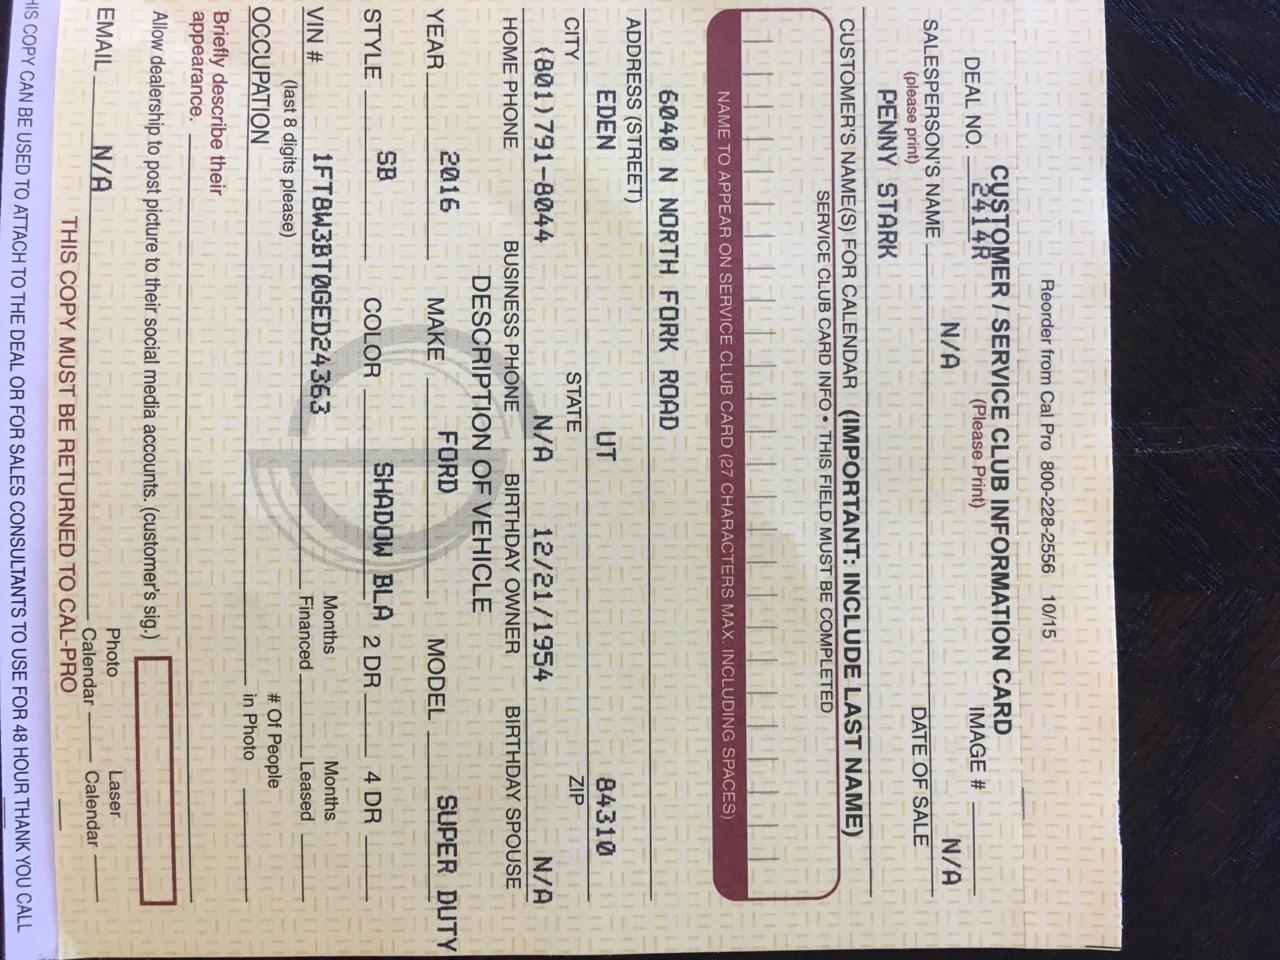 Reorder from Cal Pro 800-228-2556 10/15
CUSTOMER / SERVICE CLUB INFORMATION CARD
DEAL NO. 2414R (Please Print) IMAGE #
SALESPERSON'S NAME N/A DATE OF SALE N/A
(please print)
PENNY STARK
CUSTOMER'S NAME(S) FOR CALENDAR (IMPORTANT: INCLUDE LAST NAME)
SERVICE CLUB CARD INFO • THIS FIELD MUST BE COMPLETED
NAME TO APPEAR ON SERVICE CLUB CARD (27 CHARACTERS MAX. INCLUDING SPACES)
6040 N NORTH FORK ROAD
ADDRESS (STREET)
EDEN UT 84310
CITY STATE ZIP
(801)791-8044 N/A 12/21/1954 N/A
HOME PHONE BUSINESS PHONE BIRTHDAY OWNER BIRTHDAY SPOUSE
DESCRIPTION OF VEHICLE
YEAR 2016 MAKE FORD MODEL SUPER DUTY
STYLE SB COLOR SHADOW BLA 2 DR 4 DR
VIN # 1FT8W3BT0GED24363 Months Financed Months Leased
(last 8 digits please)
OCCUPATION # Of People in Photo
Briefly describe their
appearance.
Allow dealership to post picture to their social media accounts. (customer's sig.)
EMAIL N/A Photo Calendar Laser Calendar
THIS COPY MUST BE RETURNED TO CAL-PRO
HIS COPY CAN BE USED TO ATTACH TO THE DEAL OR FOR SALES CONSULTANTS TO USE FOR 48 HOUR THANK YOU CALL